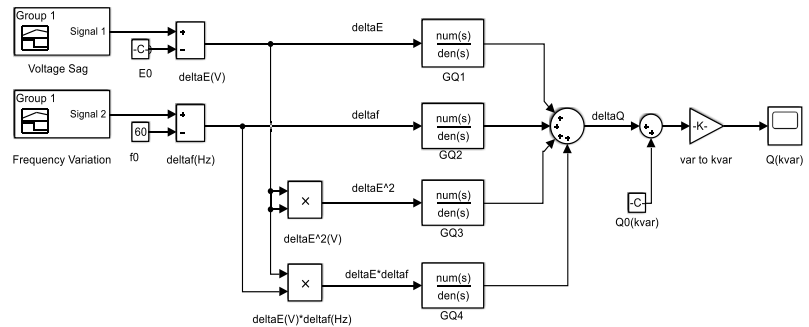 Group 1
Signal 1
Voltage Sag
+
-
-C-
E0
deltaE(V)
deltaE
num(s)
den(s)
GQ1
Group 1
Signal 2
Frequency Variation
+
-
60
f0
deltaf(Hz)
deltaf
num(s)
den(s)
GQ2
+
+
+
+
deltaQ
+
+
-K-
var to kvar
Q(kvar)
-C-
Q0(kvar)
×
deltaE^2(V)
deltaE^2
num(s)
den(s)
GQ3
×
deltaE(V)*deltaf(Hz)
deltaE*deltaf
num(s)
den(s)
GQ4